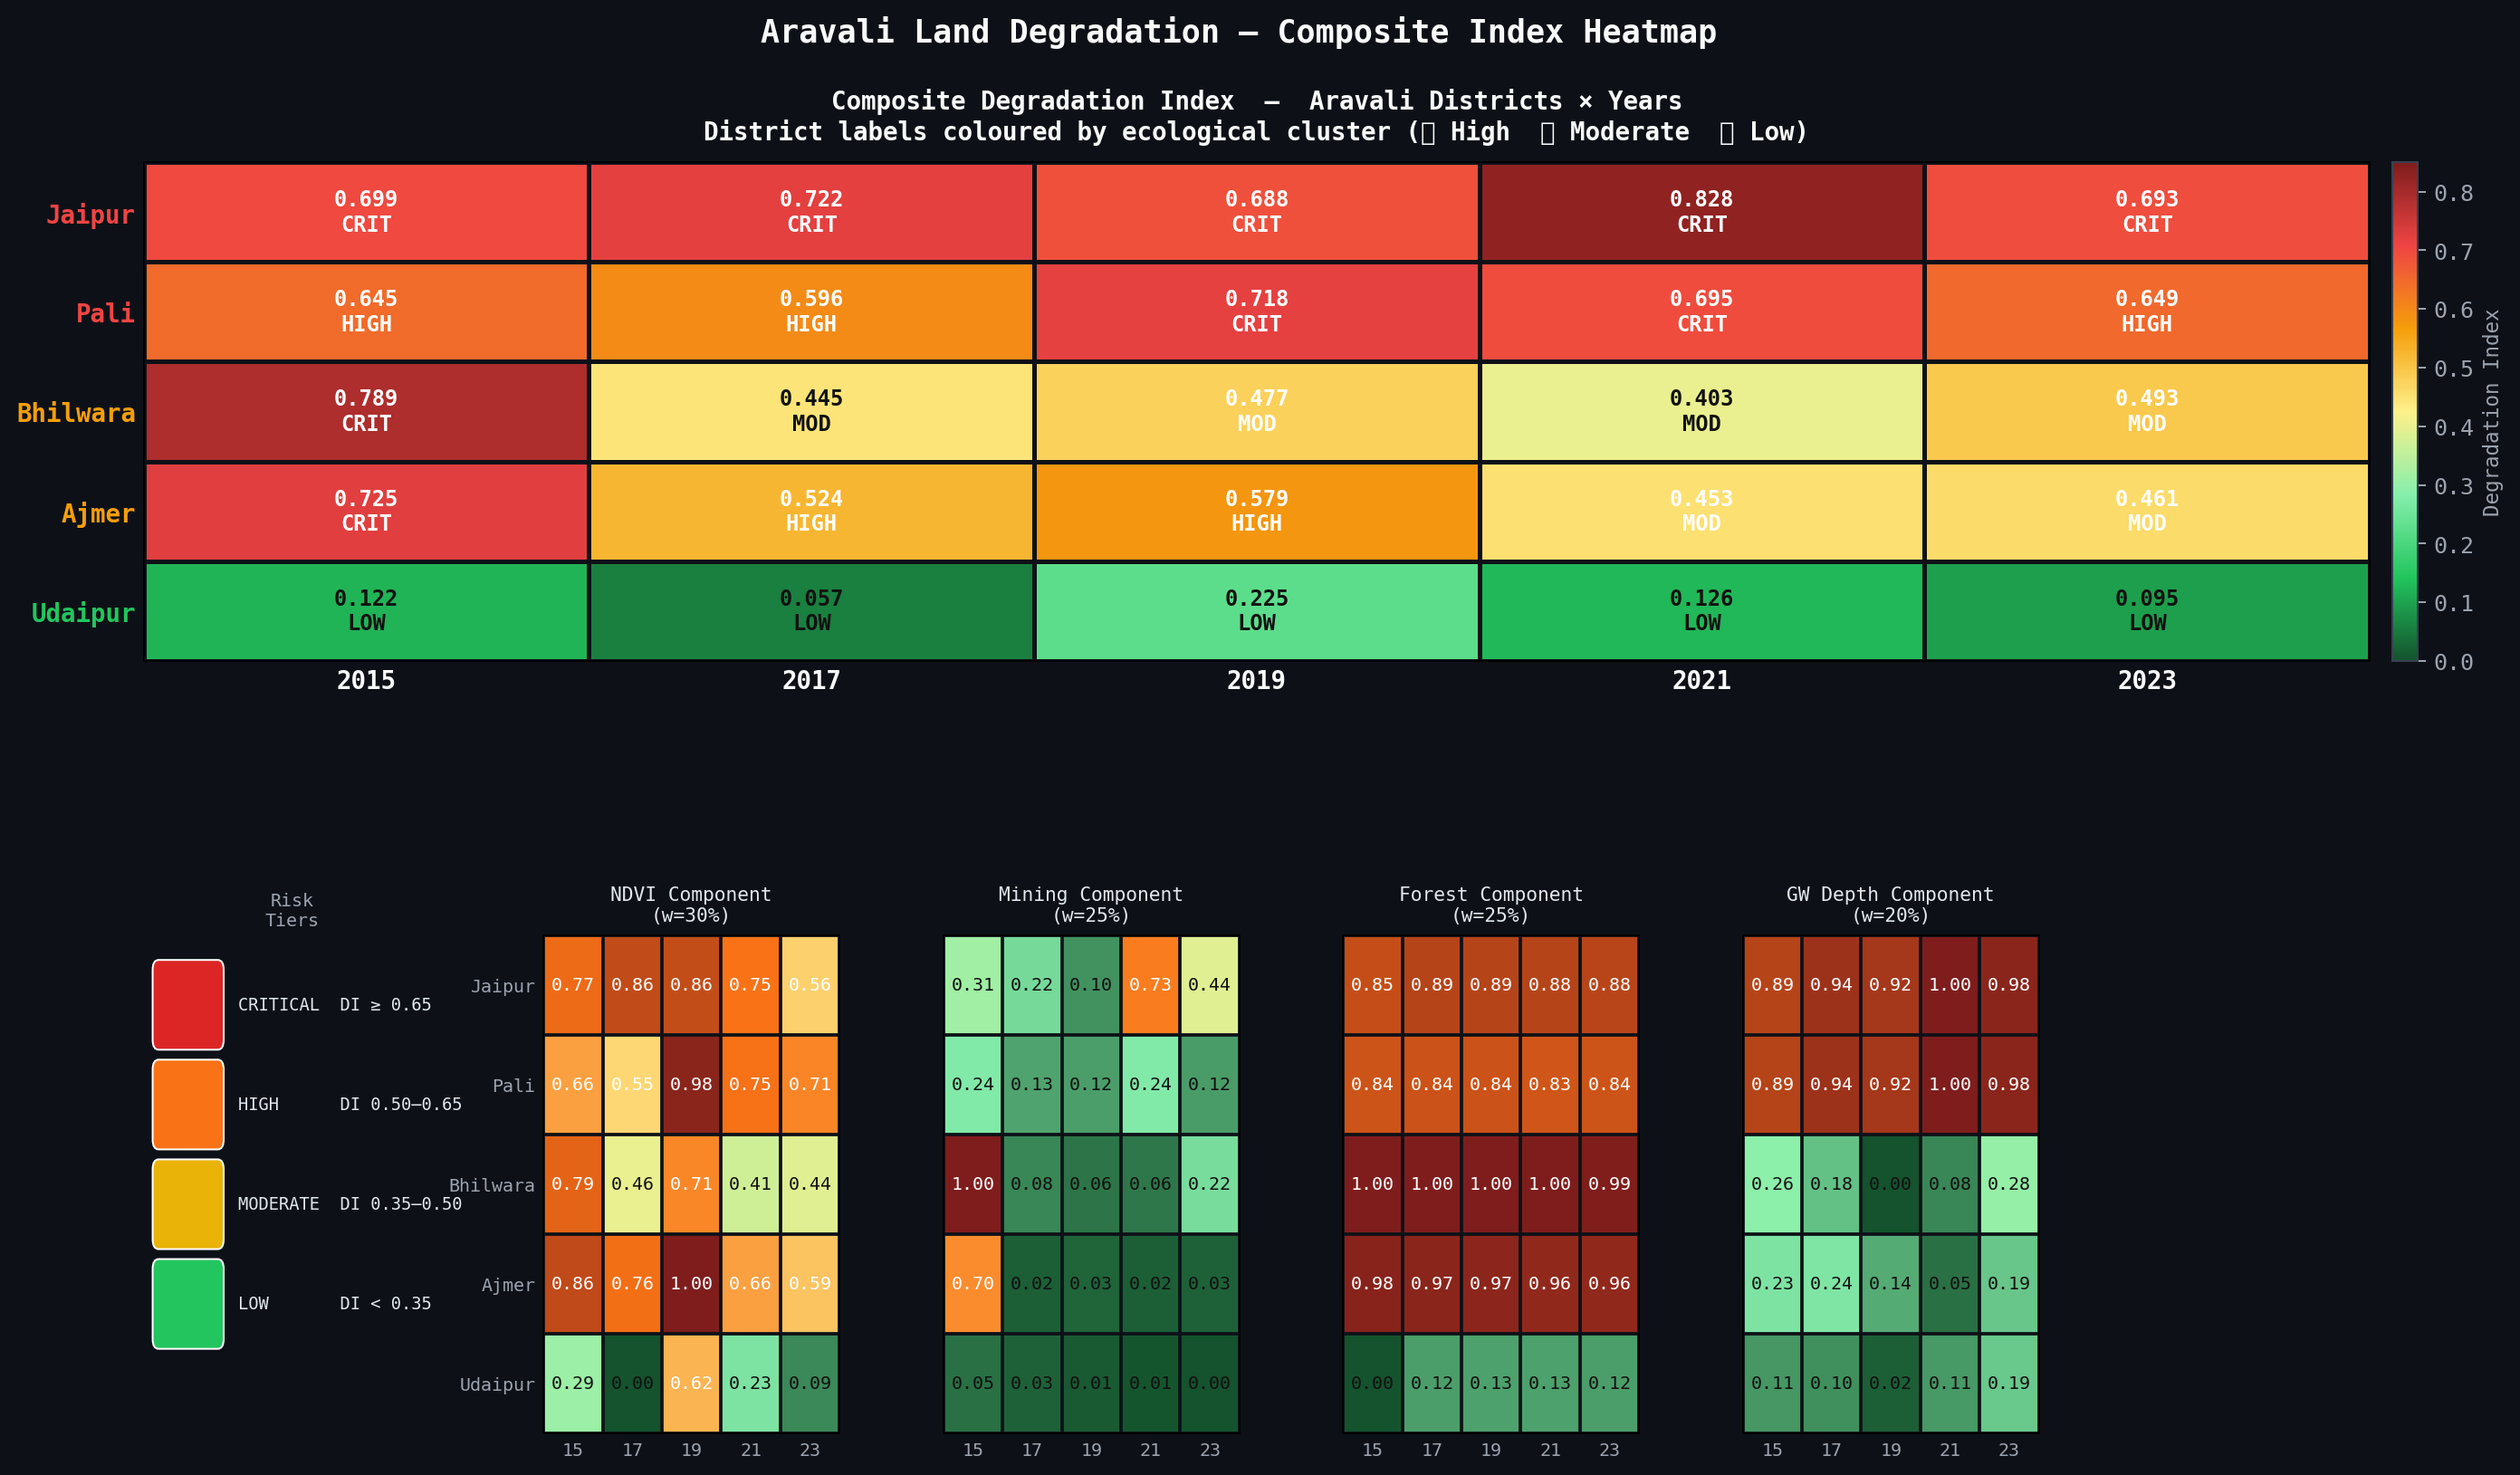 Aravali Land Degradation — Composite Index Heatmap
Composite Degradation Index  —  Aravali Districts × Years
District labels coloured by ecological cluster (▯ High  ▯ Moderate  ▯ Low)
Jaipur
0.699 0.722 0.688 0.828 0.693
CRIT CRIT CRIT CRIT CRIT
Pali
0.645 0.596 0.718 0.695 0.649
HIGH HIGH CRIT CRIT HIGH
Bhilwara
0.789 0.445 0.477 0.403 0.493
CRIT MOD MOD MOD MOD
Ajmer
0.725 0.524 0.579 0.453 0.461
CRIT HIGH HIGH MOD MOD
Udaipur
0.122 0.057 0.225 0.126 0.095
LOW LOW LOW LOW LOW
2015 2017 2019 2021 2023
0.8
0.7
0.6
0.5
0.4
0.3
0.2
0.1
0.0
Degradation Index
Risk
Tiers
CRITICAL  DI ≥ 0.65
HIGH      DI 0.50–0.65
MODERATE  DI 0.35–0.50
LOW       DI < 0.35
NDVI Component
(w=30%)
Jaipur 0.77 0.86 0.86 0.75 0.56
Pali 0.66 0.55 0.98 0.75 0.71
Bhilwara 0.79 0.46 0.71 0.41 0.44
Ajmer 0.86 0.76 1.00 0.66 0.59
Udaipur 0.29 0.00 0.62 0.23 0.09
15 17 19 21 23
Mining Component
(w=25%)
0.31 0.22 0.10 0.73 0.44
0.24 0.13 0.12 0.24 0.12
1.00 0.08 0.06 0.06 0.22
0.70 0.02 0.03 0.02 0.03
0.05 0.03 0.01 0.01 0.00
15 17 19 21 23
Forest Component
(w=25%)
0.85 0.89 0.89 0.88 0.88
0.84 0.84 0.84 0.83 0.84
1.00 1.00 1.00 1.00 0.99
0.98 0.97 0.97 0.96 0.96
0.00 0.12 0.13 0.13 0.12
15 17 19 21 23
GW Depth Component
(w=20%)
0.89 0.94 0.92 1.00 0.98
0.89 0.94 0.92 1.00 0.98
0.26 0.18 0.00 0.08 0.28
0.23 0.24 0.14 0.05 0.19
0.11 0.10 0.02 0.11 0.19
15 17 19 21 23